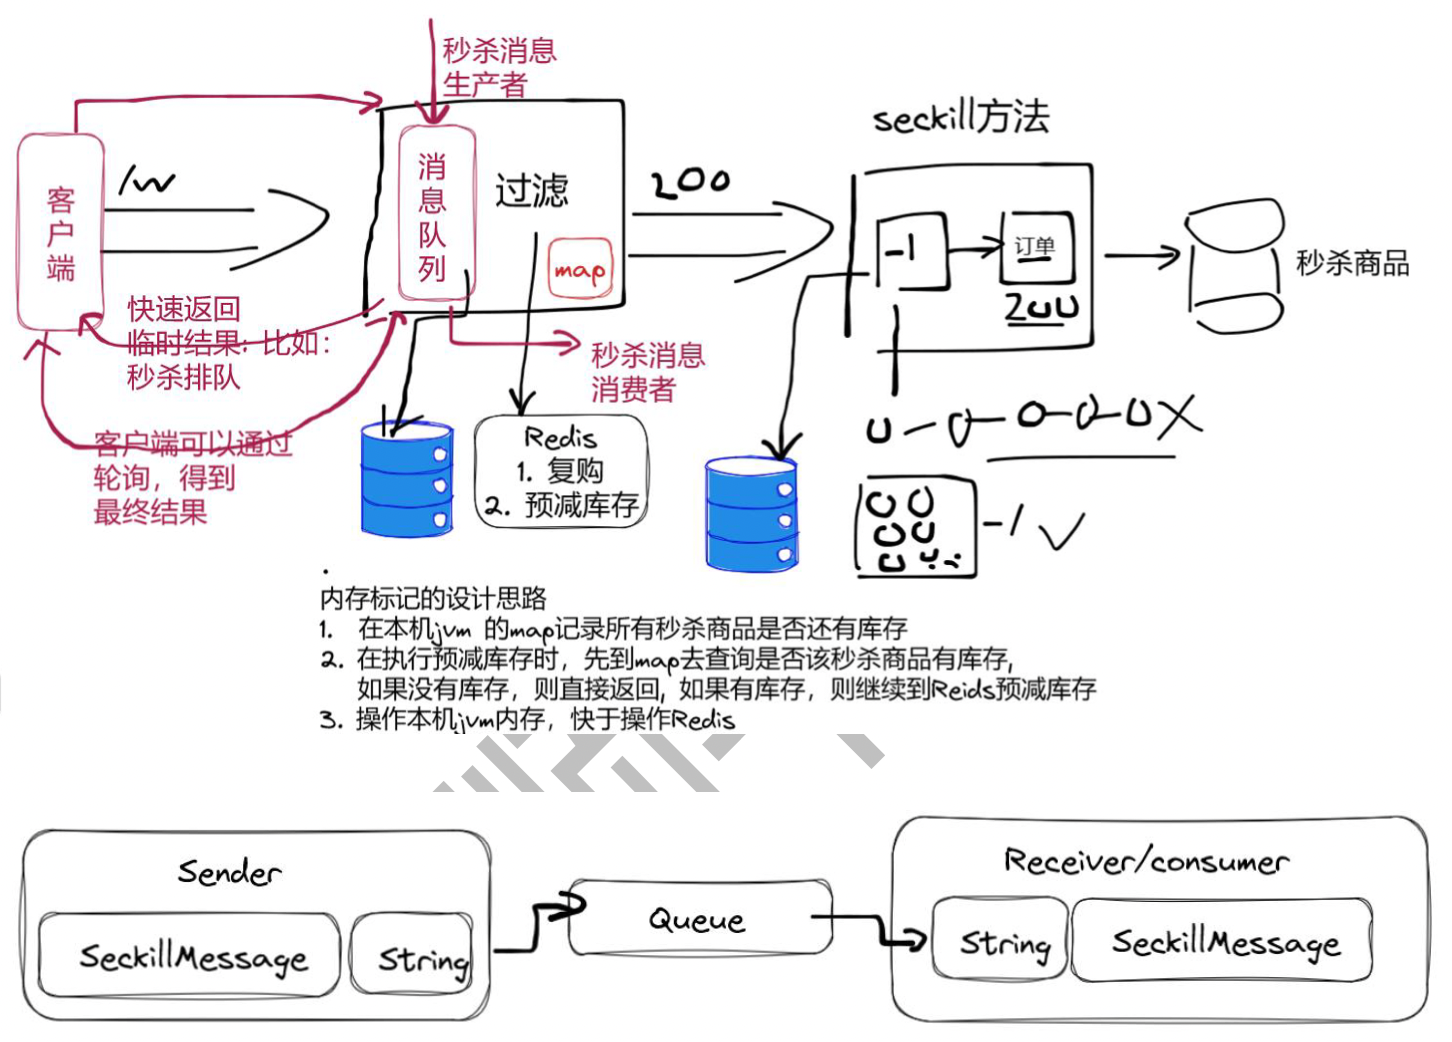 秒杀消息
生产者
seckill方法
客户端
1w
消息队列
过滤
map
200
-1
订单
200
秒杀商品
快速返回
临时结果: 比如:
秒杀排队
秒杀消息
消费者
客户端可以通过
轮询，得到
最终结果
Redis
1. 复购
2. 预减库存
-1
内存标记的设计思路
1. 在本机jvm 的map记录所有秒杀商品是否还有库存
2. 在执行预减库存时，先到map去查询是否该秒杀商品有库存,
如果没有库存，则直接返回, 如果有库存，则继续到Reids预减库存
3. 操作本机jvm内存，快于操作Redis
Sender
SeckillMessage
String
Queue
Receiver/consumer
String
SeckillMessage